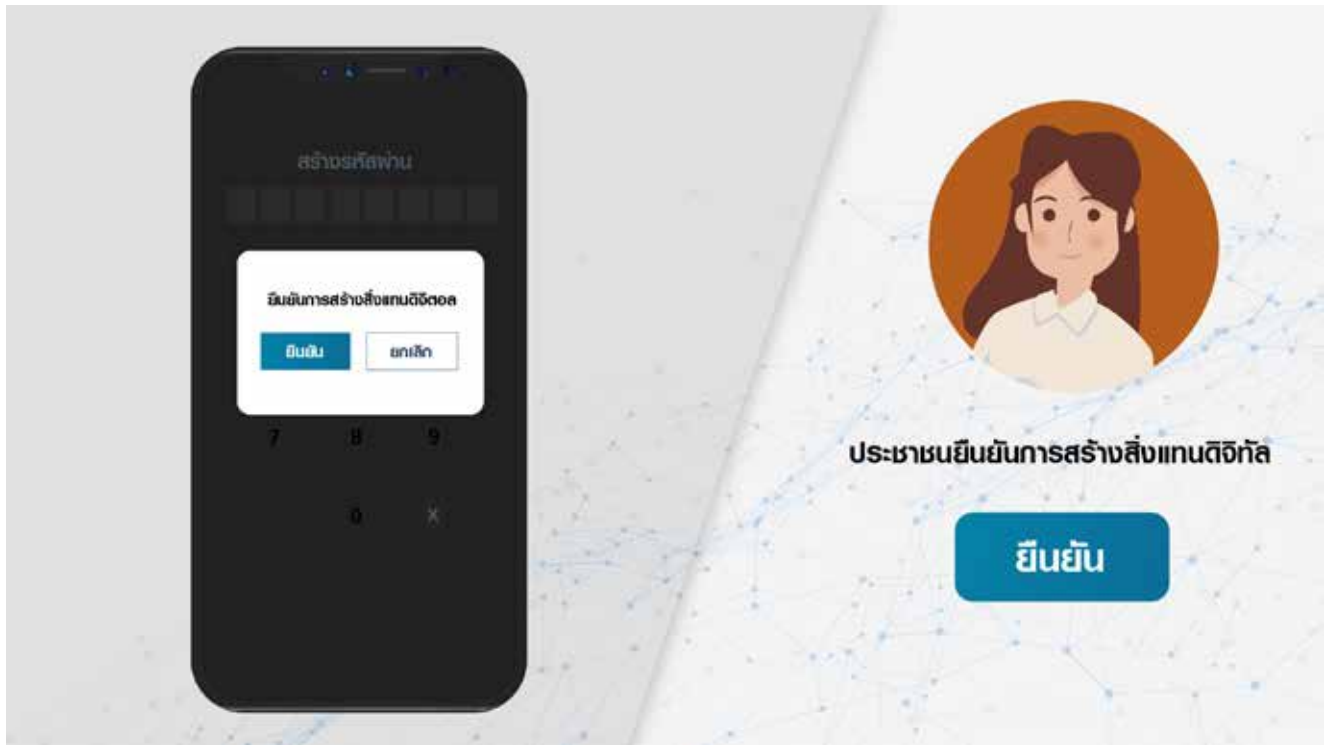 สร้างรหัสผ่าน
ยืนยันการสร้างสิ่งแทนดิจิตอล
ยืนยัน ยกเลิก
7 8 9
0 X
ประชาชนยืนยันการสร้างสิ่งแทนดิจิทัล
ยืนยัน